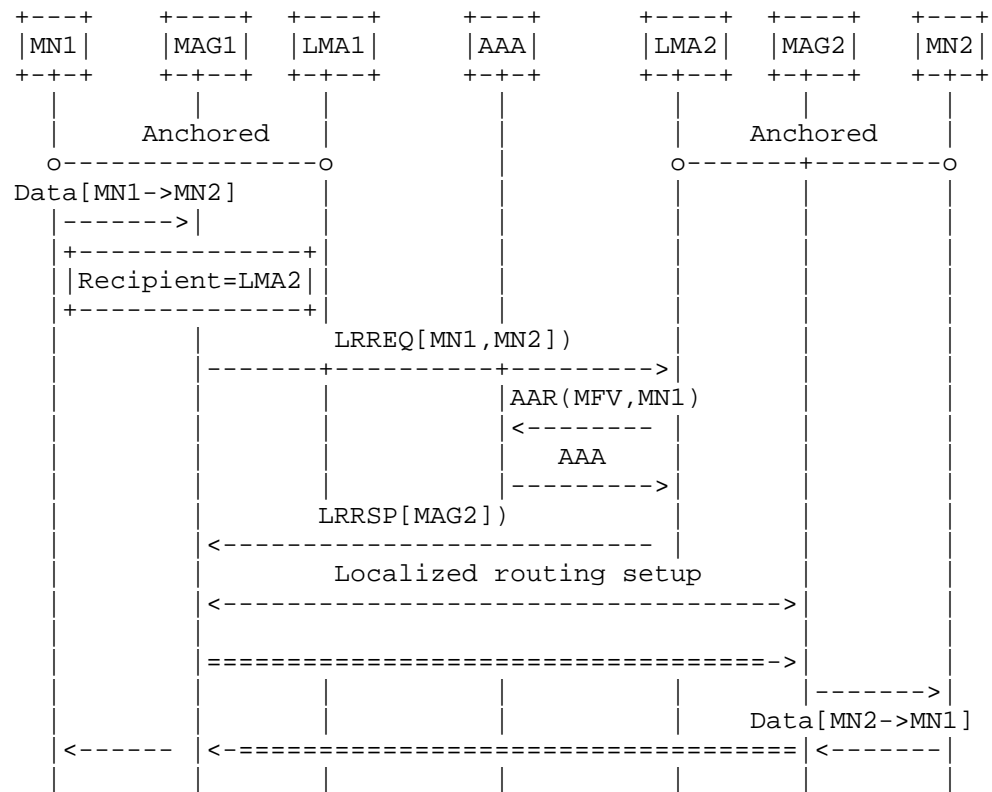 MN1 MAG1 LMA1 AAA LMA2 MAG2 MN2
Anchored Anchored
Data[MN1->MN2]
Recipient=LMA2
LRREQ[MN1,MN2])
AAR(MFV,MN1)
AAA
LRRSP[MAG2])
Localized routing setup
Data[MN2->MN1]